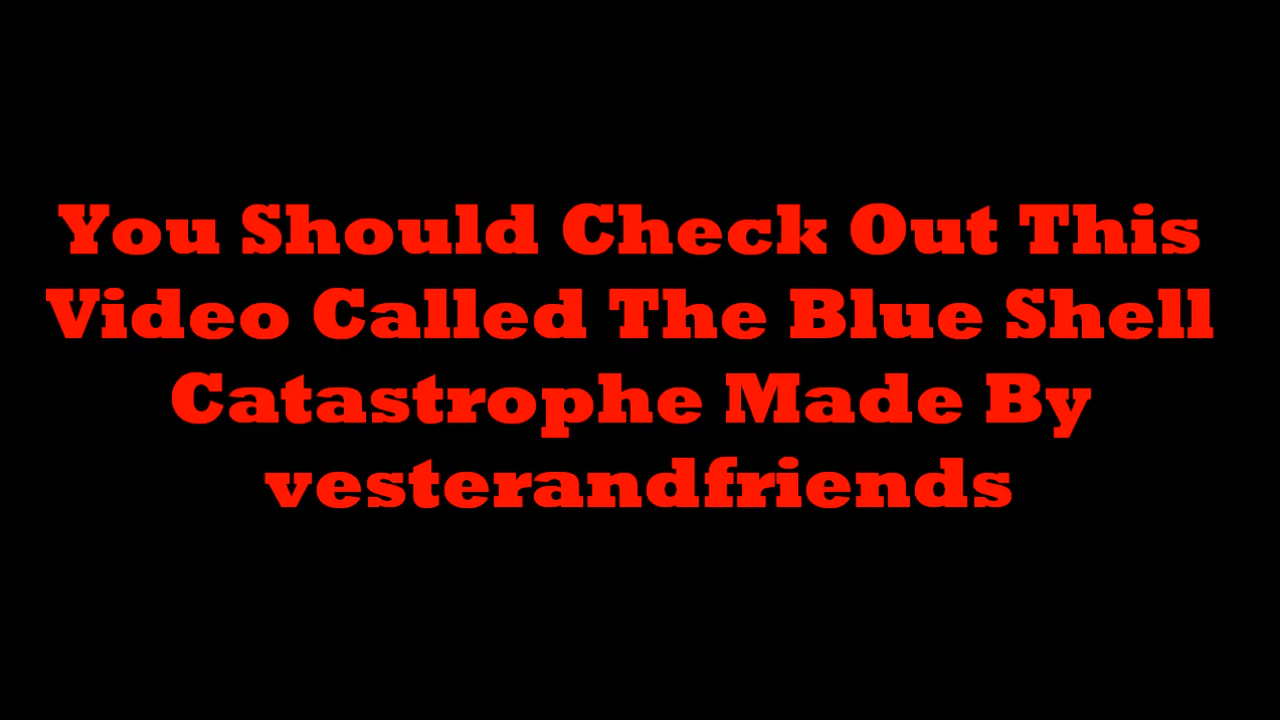 You Should Check Out This
Video Called The Blue Shell
Catastrophe Made By
vesterandfriends